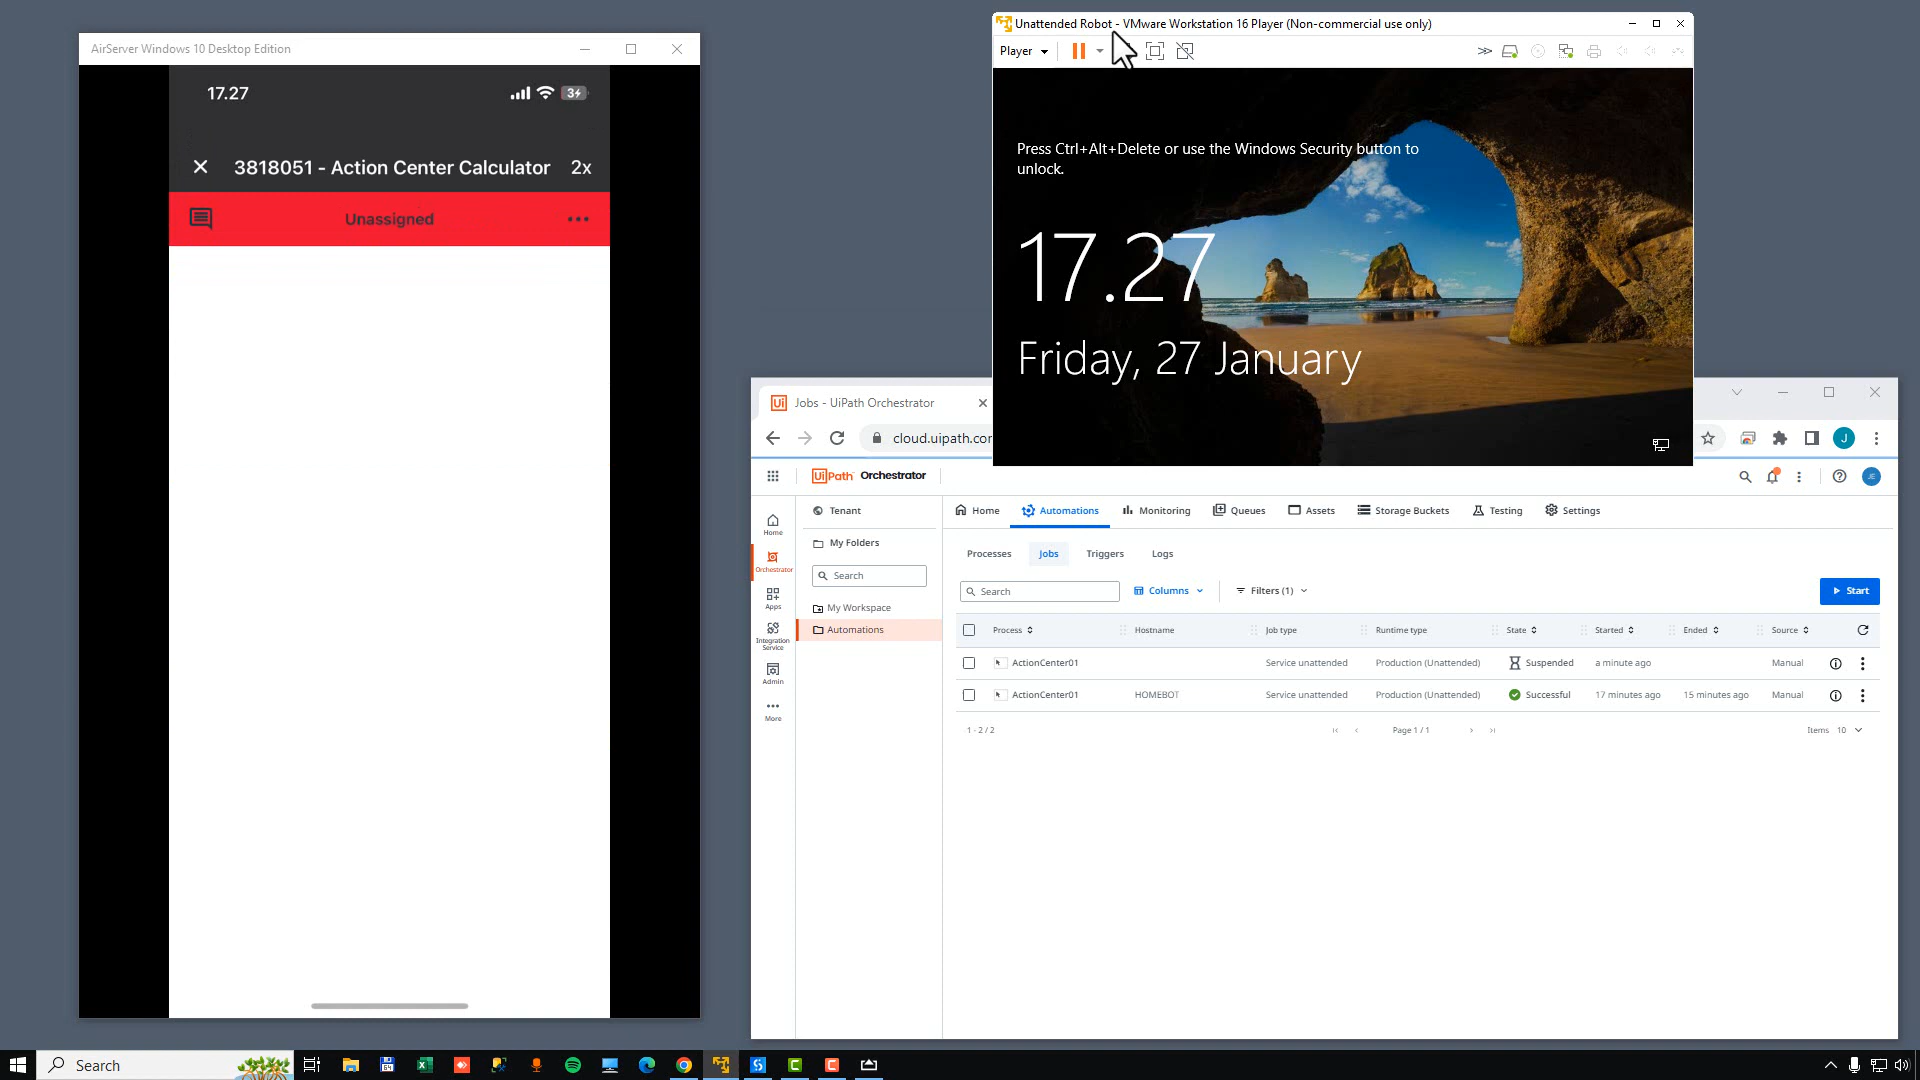 AirServer Windows 10 Desktop Edition
17.27
3818051 - Action Center Calculator
2x
Unassigned
Unattended Robot - VMware Workstation 16 Player (Non-commercial use only)
Player
Press Ctrl+Alt+Delete or use the Windows Security button to
unlock.
17.27
Friday, 27 January
Jobs - UiPath Orchestrator
cloud.uipath.com
J
UiPath Orchestrator
JE
Home
Orchestrator
Apps
Integration
Service
Admin
More
Tenant
My Folders
Search
My Workspace
Automations
Home
Automations
Monitoring
Queues
Assets
Storage Buckets
Testing
Settings
Processes
Jobs
Triggers
Logs
Search
Columns
Filters (1)
Start
Process Hostname Job type Runtime type State Started Ended Source
ActionCenter01 Service unattended Production (Unattended) Suspended a minute ago Manual
ActionCenter01 HOMEBOT Service unattended Production (Unattended) Successful 17 minutes ago 15 minutes ago Manual
1 - 2 / 2
Page 1 / 1
Items 10
Search